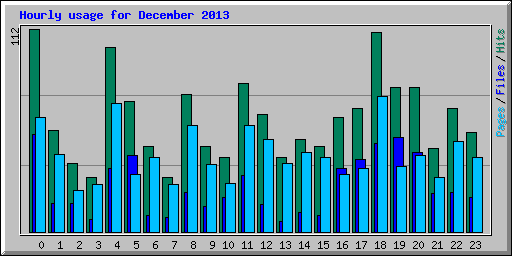 Hourly usage for December 2013
112
Pages / Files / Hits
0 1 2 3 4 5 6 7 8 9 10 11 12 13 14 15 16 17 18 19 20 21 22 23